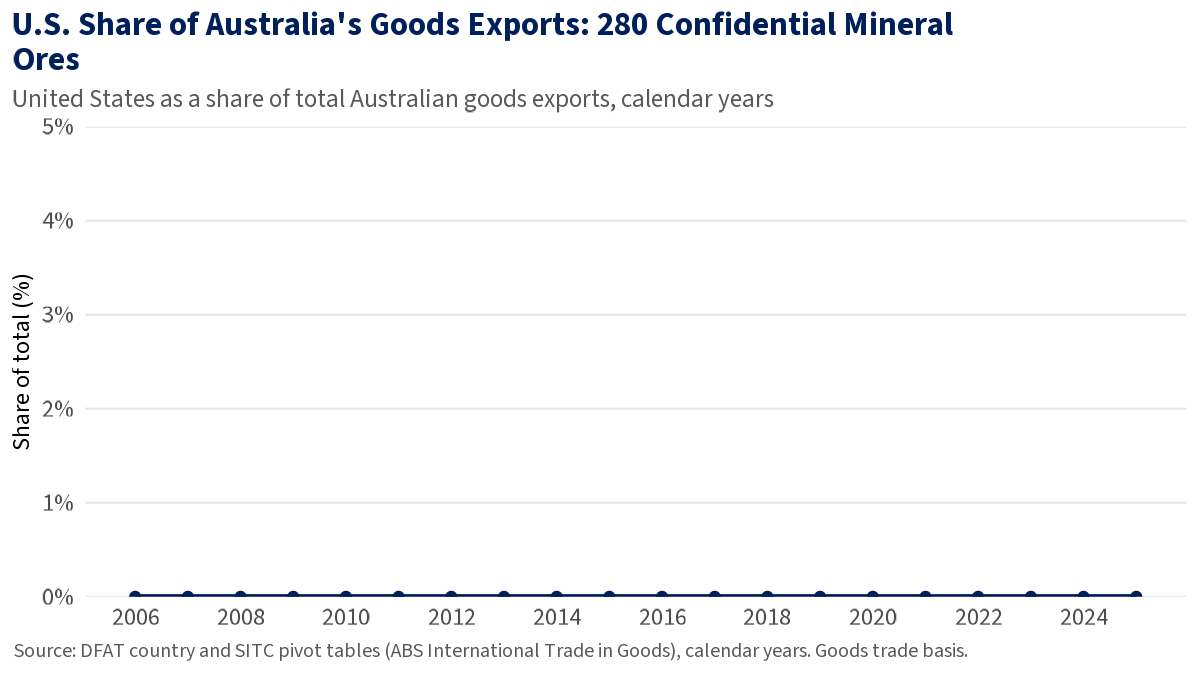 U.S. Share of Australia's Goods Exports: 280 Confidential Mineral
Ores
United States as a share of total Australian goods exports, calendar years
5%
4%
3%
2%
1%
0%
Share of total (%)
2006 2008 2010 2012 2014 2016 2018 2020 2022 2024
Source: DFAT country and SITC pivot tables (ABS International Trade in Goods), calendar years. Goods trade basis.